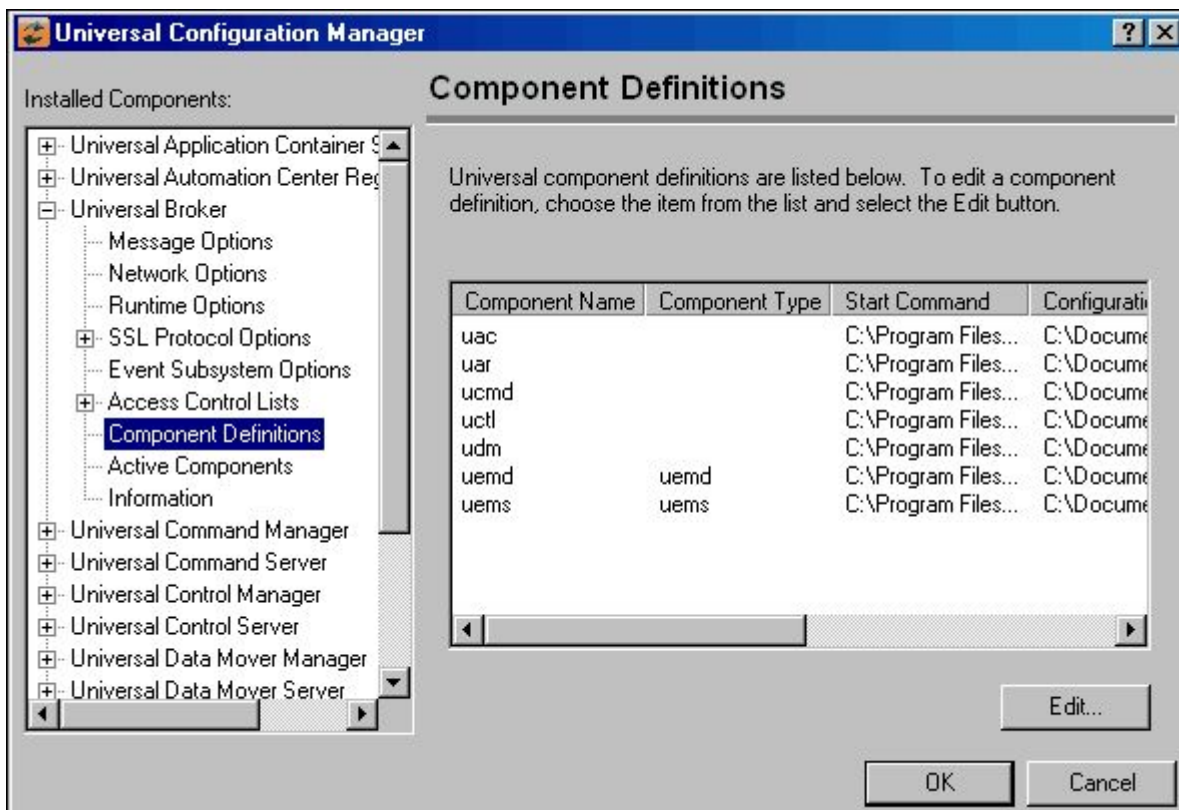 Universal Configuration Manager
Installed Components:
Universal Application Container S
Universal Automation Center Reg
Universal Broker
Message Options
Network Options
Runtime Options
SSL Protocol Options
Event Subsystem Options
Access Control Lists
Component Definitions
Active Components
Information
Universal Command Manager
Universal Command Server
Universal Control Manager
Universal Control Server
Universal Data Mover Manager
Universal Data Mover Server
Component Definitions
Universal component definitions are listed below. To edit a component
definition, choose the item from the list and select the Edit button.
Component Name Component Type Start Command Configurati
uac C:\Program Files... C:\Docume
uar C:\Program Files... C:\Docume
ucmd C:\Program Files... C:\Docume
uctl C:\Program Files... C:\Docume
udm C:\Program Files... C:\Docume
uemd uemd C:\Program Files... C:\Docume
uems uems C:\Program Files... C:\Docume
Edit...
OK Cancel